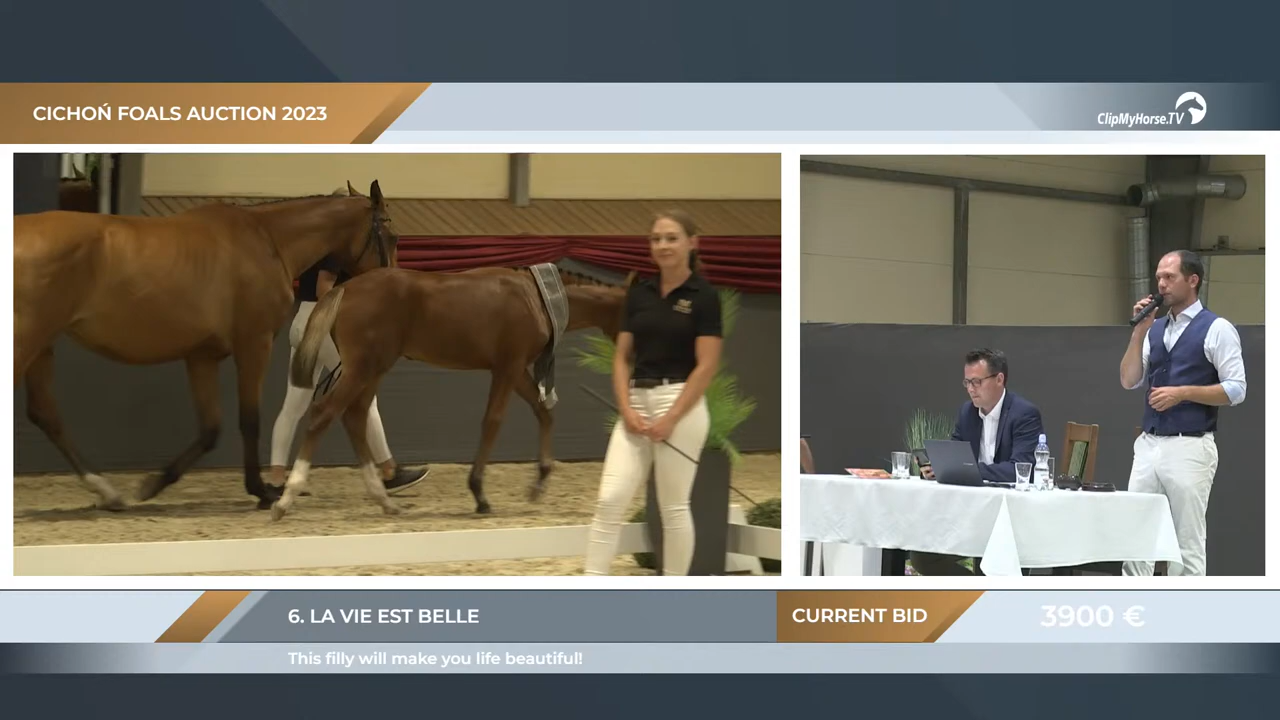 CICHOŃ FOALS AUCTION 2023
ClipMyHorse.TV
6. LA VIE EST BELLE
CURRENT BID
3900 €
This filly will make you life beautiful!